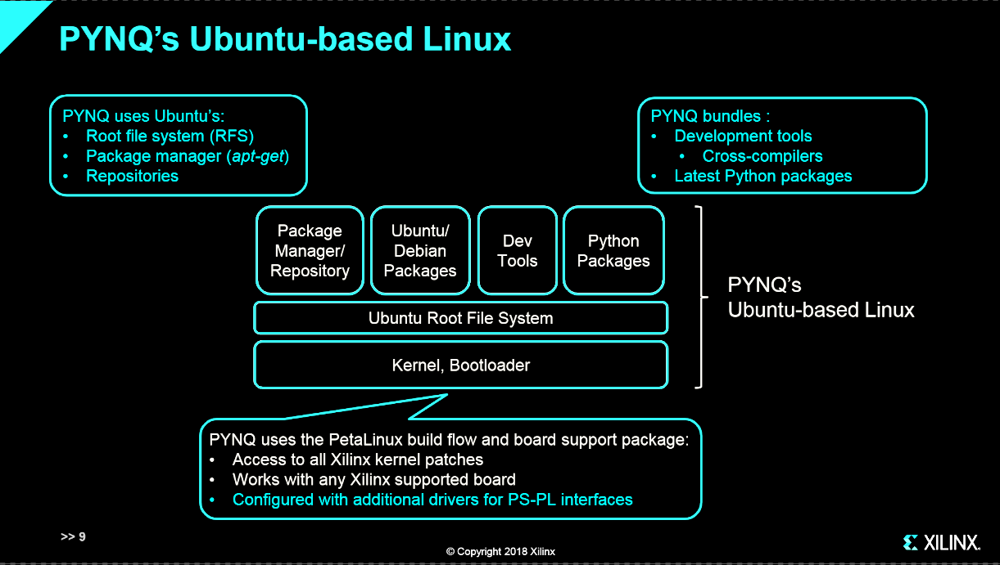 PYNQ’s Ubuntu-based Linux
PYNQ uses Ubuntu’s:
• Root file system (RFS)
• Package manager (apt-get)
• Repositories
PYNQ bundles :
• Development tools
• Cross-compilers
• Latest Python packages
Package
Manager/
Repository
Ubuntu/
Debian
Packages
Dev
Tools
Python
Packages
PYNQ’s
Ubuntu-based Linux
Ubuntu Root File System
Kernel, Bootloader
PYNQ uses the PetaLinux build flow and board support package:
• Access to all Xilinx kernel patches
• Works with any Xilinx supported board
• Configured with additional drivers for PS-PL interfaces
>> 9
© Copyright 2018 Xilinx
XILINX.